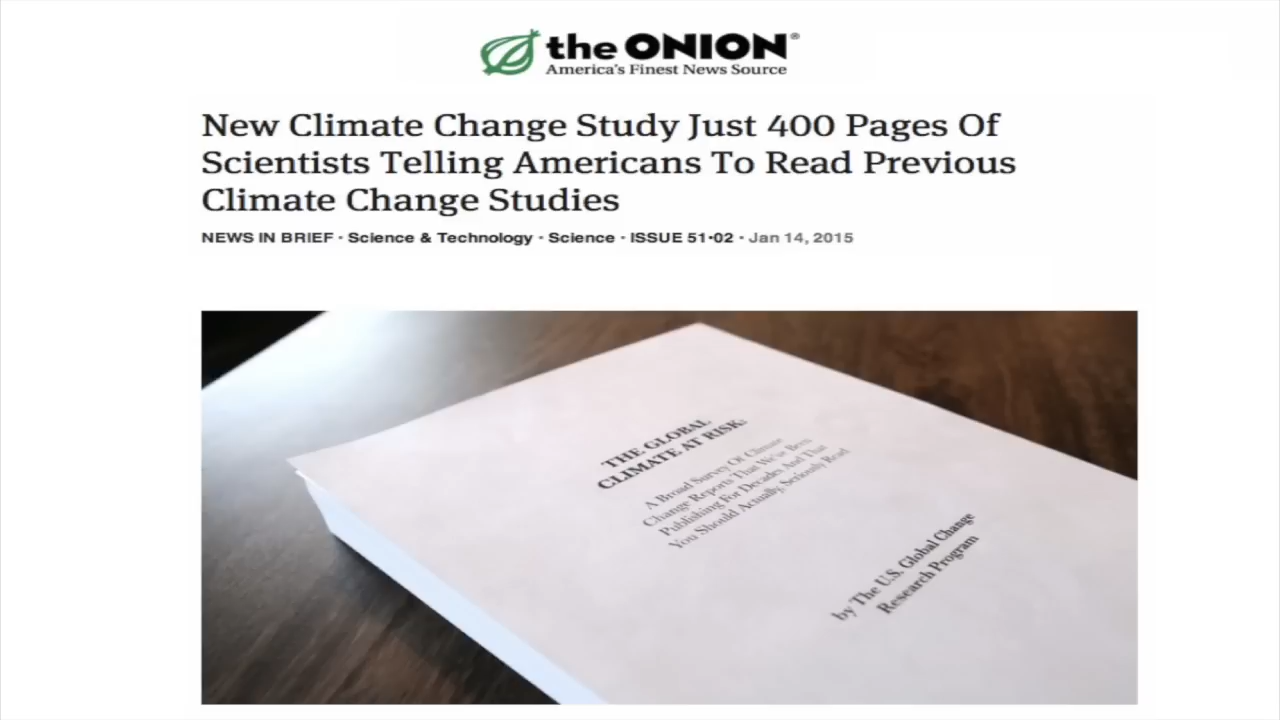 the ONION®
America's Finest News Source
New Climate Change Study Just 400 Pages Of
Scientists Telling Americans To Read Previous
Climate Change Studies
NEWS IN BRIEF · Science & Technology · Science · ISSUE 51•02 · Jan 14, 2015
THE GLOBAL
CLIMATE AT RISK:
A Broad Survey Of Climate
Change Reports That We've Been
Publishing For Decades And That
You Should Actually, Seriously Read
by The U.S. Global Change
Research Program